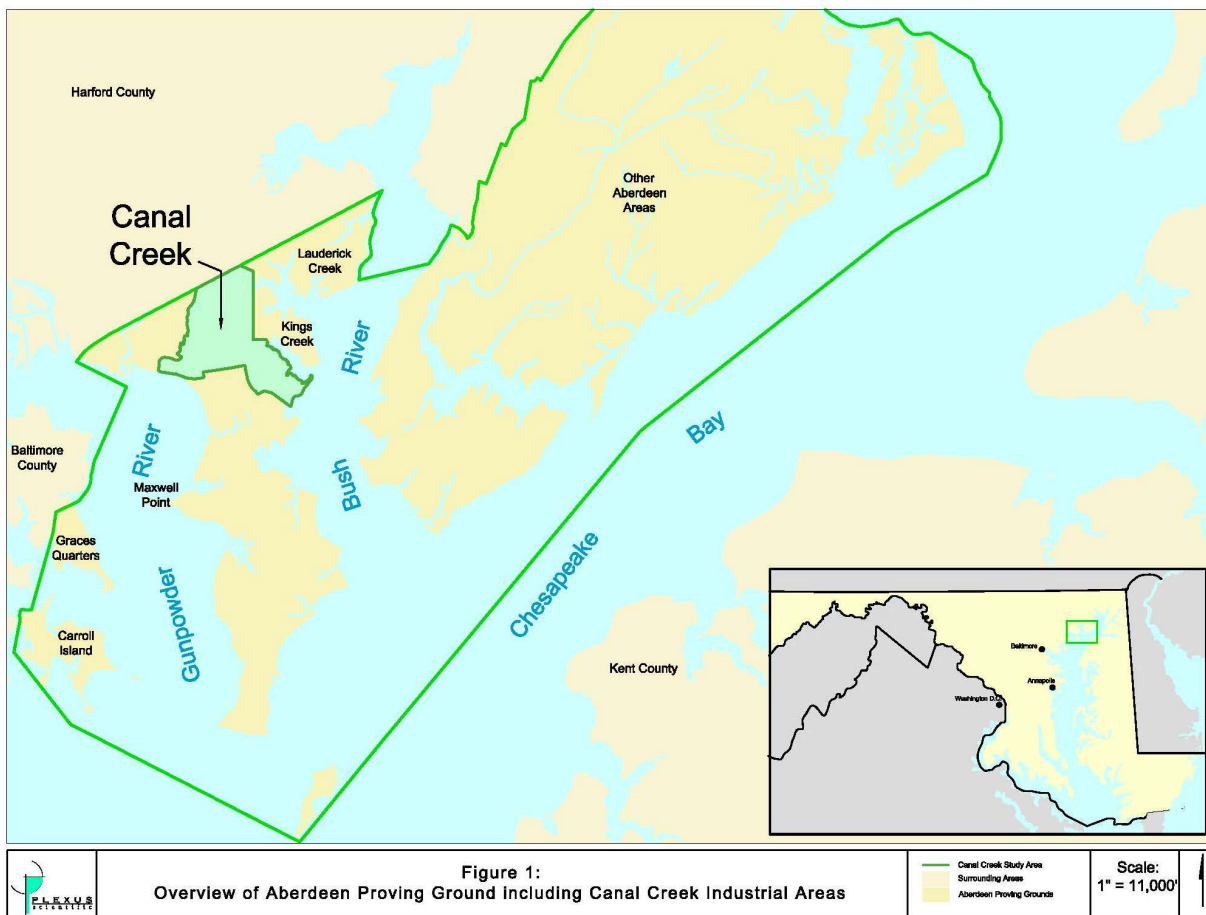 Harford County
Canal
Creek
Lauderick
Creek
Kings
Creek
Other
Aberdeen
Areas
River
Bush
Bay
Chesapeake
Baltimore
County
River
Gunpowder
Maxwell
Point
Graces
Quarters
Carroll
Island
Kent County
Baltimore
Annapolis
Washington D.C.
PLEXUS
scientific
Figure 1:
Overview of Aberdeen Proving Ground including Canal Creek Industrial Areas
Canal Creek Study Area
Surrounding Areas
Aberdeen Proving Grounds
Scale:
1" = 11,000'